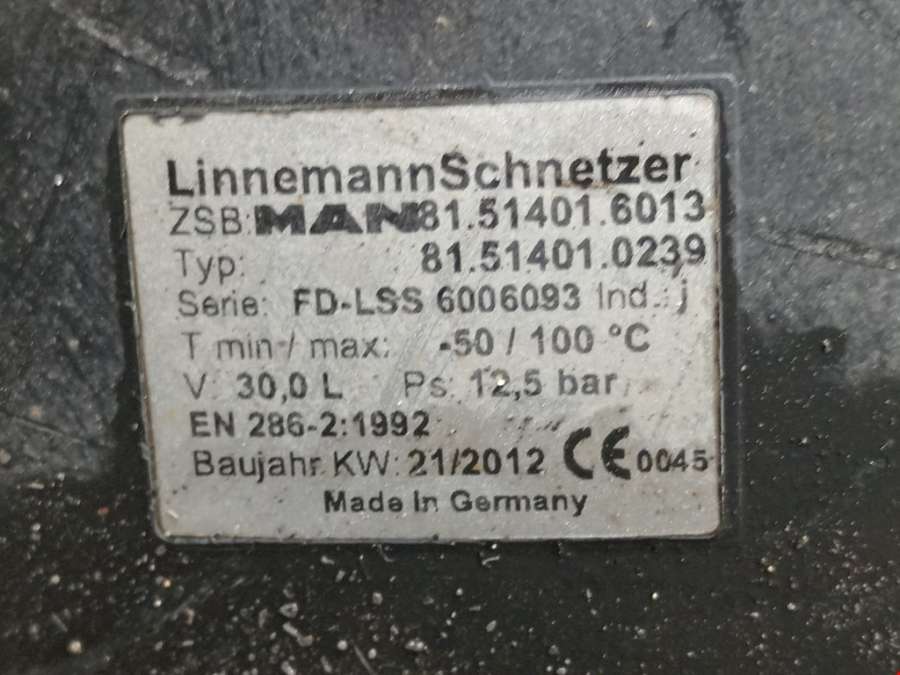 LinnemannSchnetzer
ZSB: MAN 81.51401.6013
Typ: 81.51401.0239
Serie: FD-LSS 6006093 Ind.: j
T min / max: -50 / 100 °C
V: 30,0 L Ps: 12,5 bar
EN 286-2:1992
Baujahr KW: 21/2012 CE 0045
Made in Germany